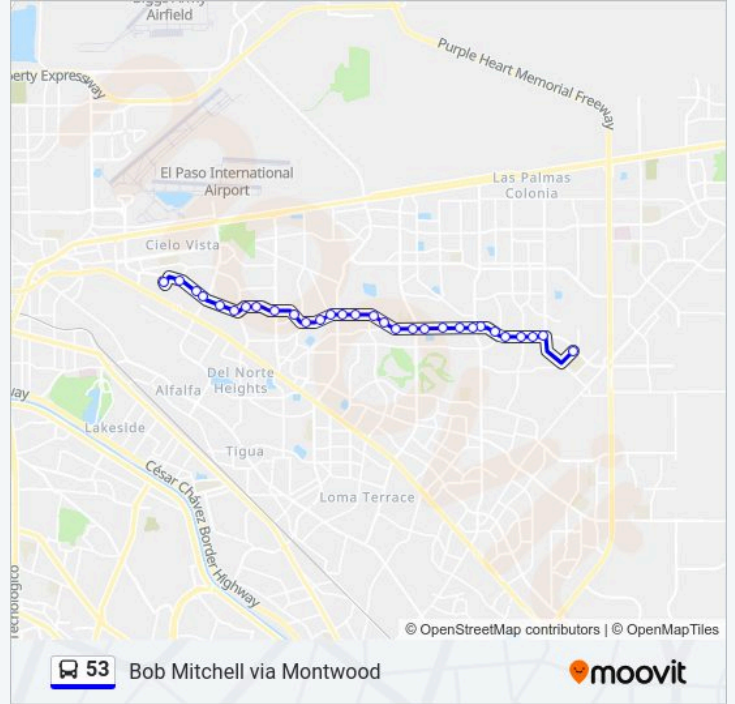 Airfield
Purple Heart Memorial Freeway
erty Expressway
El Paso International
Airport
Las Palmas
Colonia
Cielo Vista
Del Norte
Heights
Alfalfa
Lakeside
Tigua
César Chávez Border Highway
Loma Terrace
© OpenStreetMap contributors | © OpenMapTiles
53 Bob Mitchell via Montwood
moovit